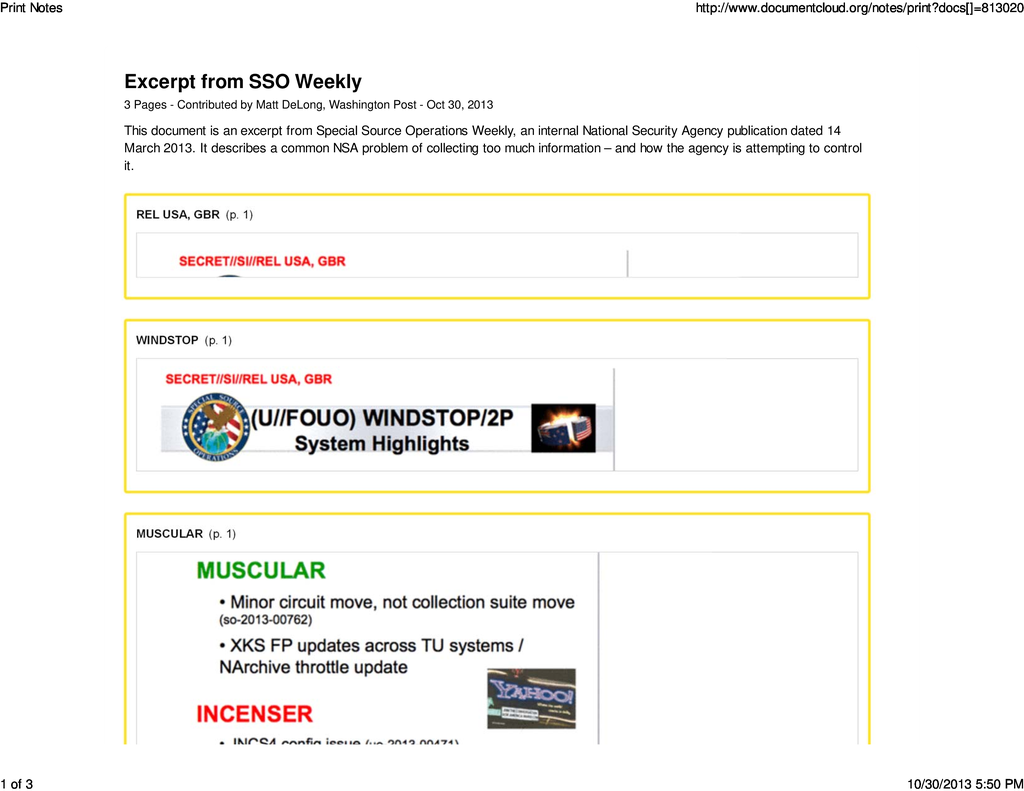 Print Notes
http://www.documentcloud.org/notes/print?docs[]=813020
Excerpt from SSO Weekly
3 Pages - Contributed by Matt DeLong, Washington Post - Oct 30, 2013
This document is an excerpt from Special Source Operations Weekly, an internal National Security Agency publication dated 14
March 2013. It describes a common NSA problem of collecting too much information – and how the agency is attempting to control
it.
REL USA, GBR (p. 1)
SECRET//SI//REL USA, GBR
WINDSTOP (p. 1)
SECRET//SI//REL USA, GBR
SPECIAL SOURCE
OPERATIONS
(U//FOUO) WINDSTOP/2P
System Highlights
MUSCULAR (p. 1)
MUSCULAR
• Minor circuit move, not collection suite move
(so-2013-00762)
• XKS FP updates across TU systems /
NArchive throttle update
YAHOO!
INCENSER
• INCS4 config issue
1 of 3
10/30/2013 5:50 PM